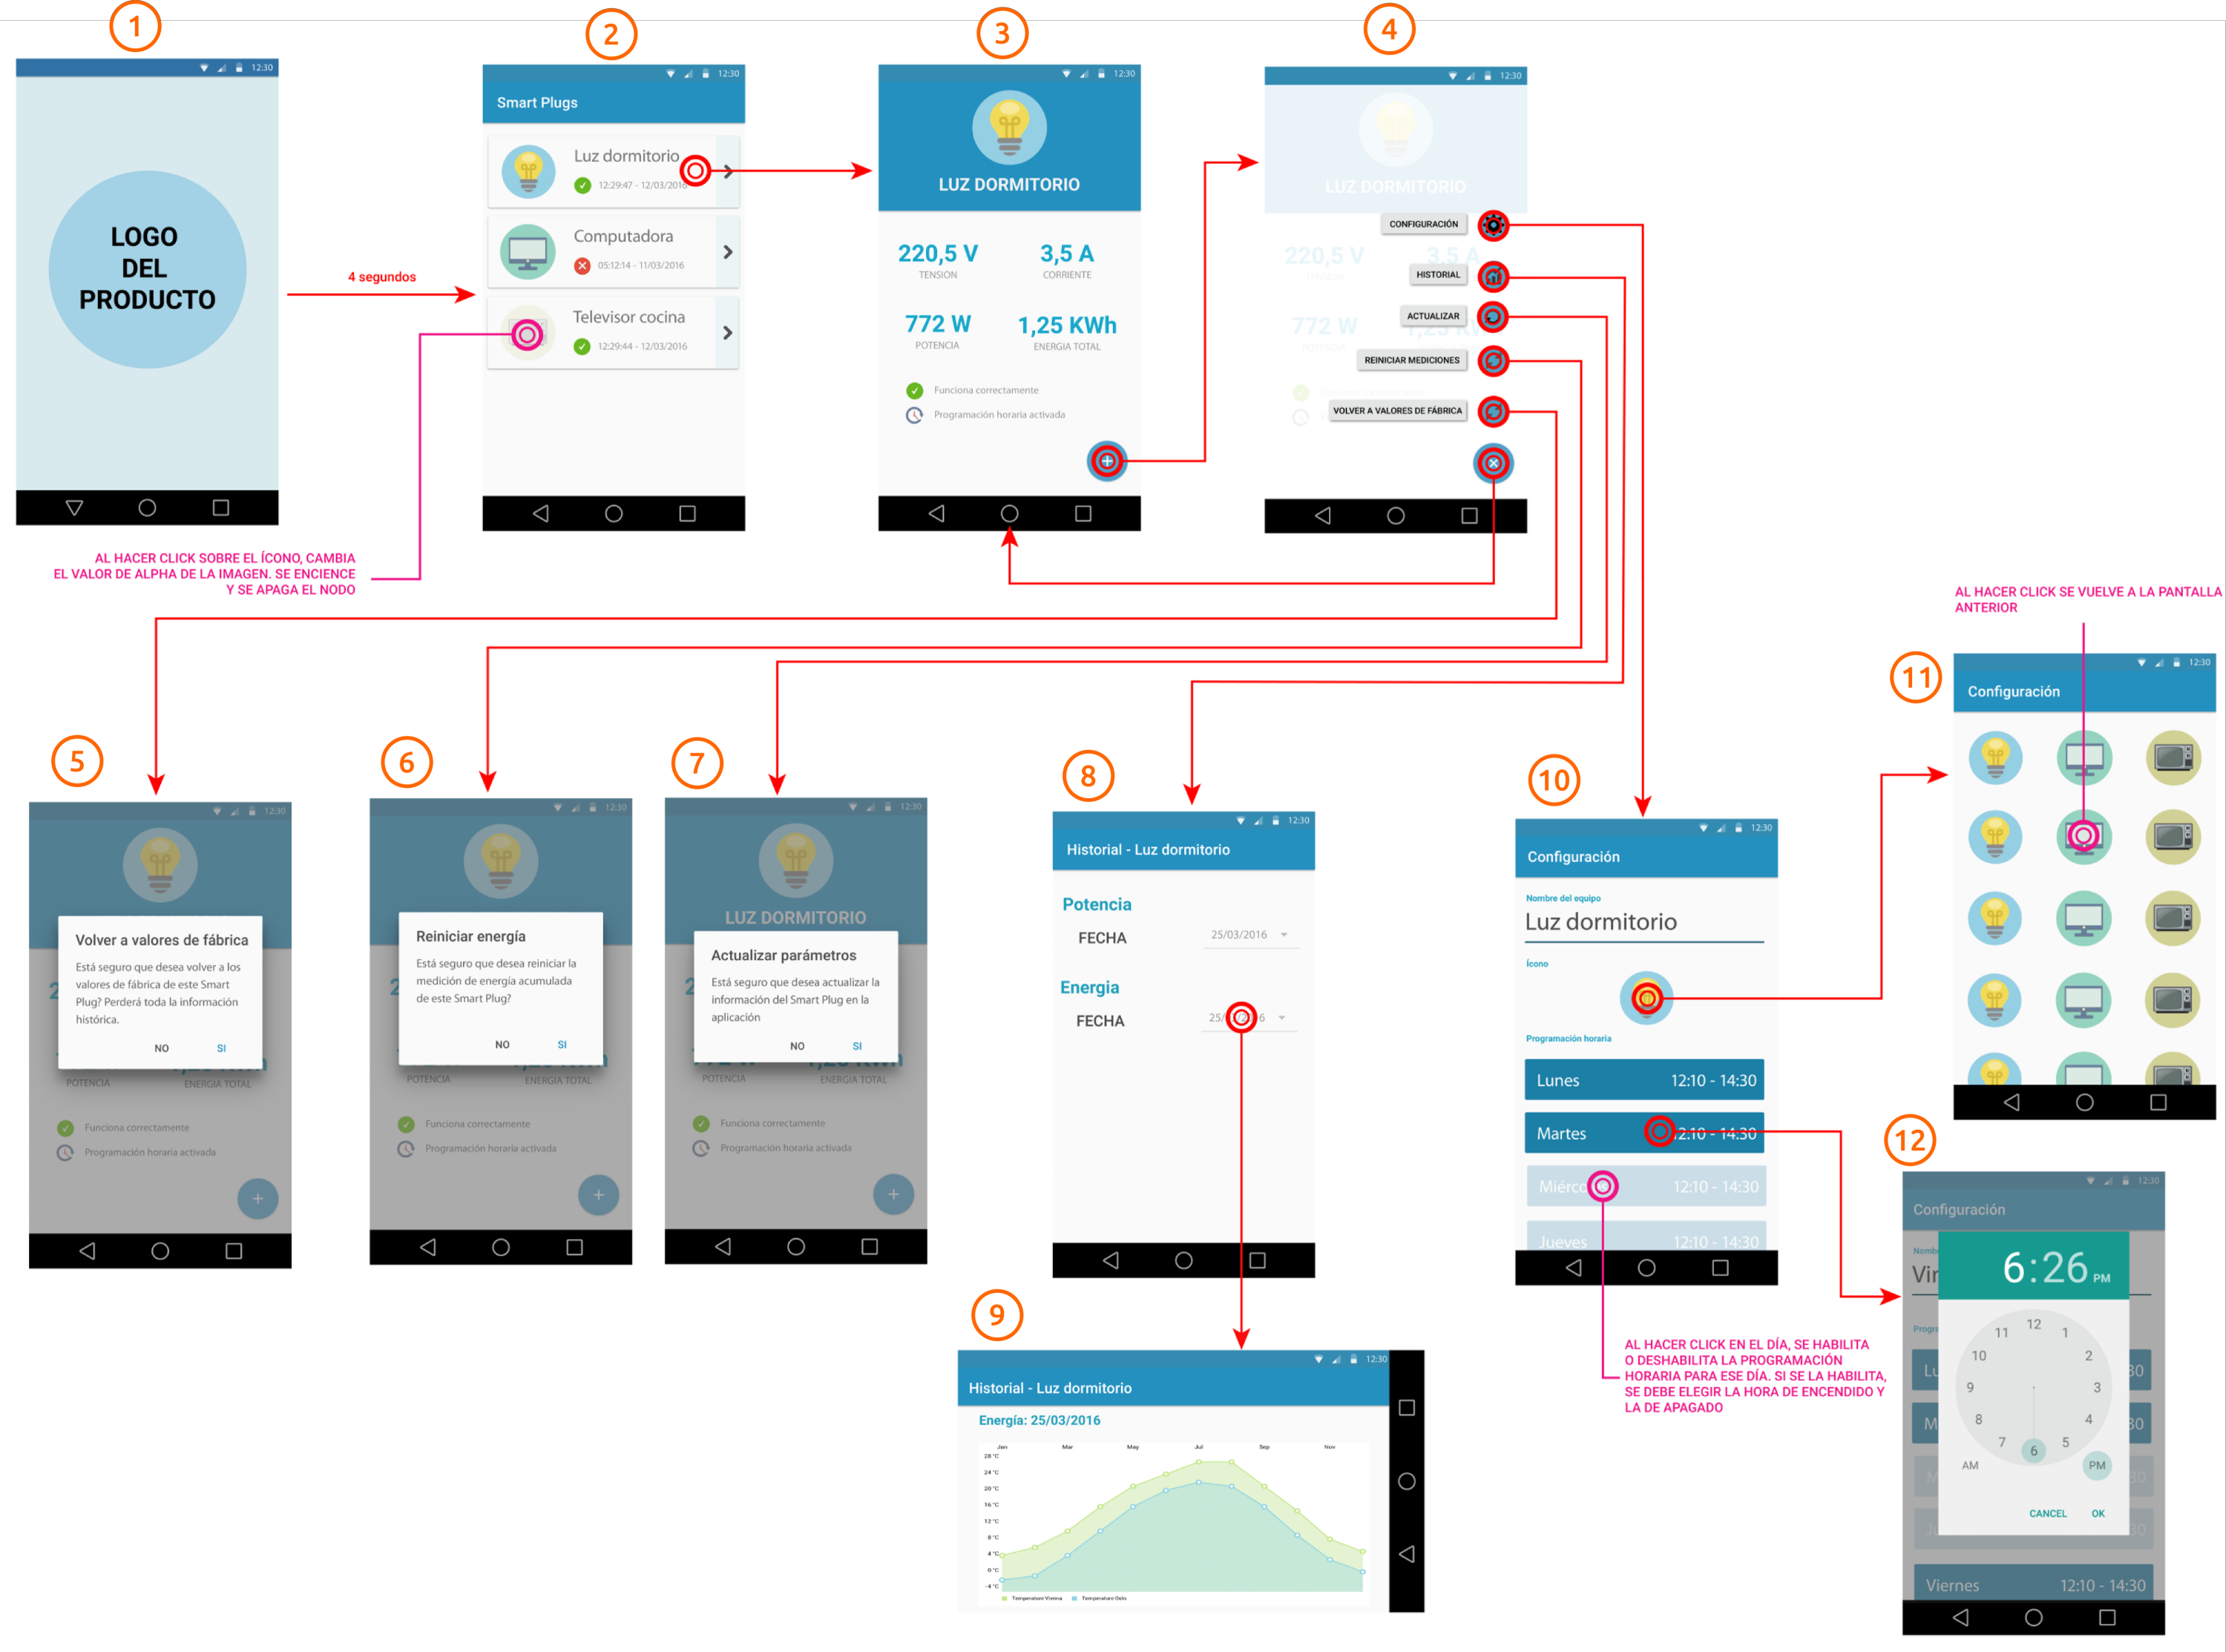 1
12:30
LOGO
DEL
PRODUCTO
4 segundos
2
12:30
Smart Plugs
Luz dormitorio
12:29:47 - 12/03/2016
Computadora
05:12:14 - 11/03/2016
Televisor cocina
12:29:44 - 12/03/2016
AL HACER CLICK SOBRE EL ÍCONO, CAMBIA
EL VALOR DE ALPHA DE LA IMAGEN. SE ENCIENCE
Y SE APAGA EL NODO
3
12:30
LUZ DORMITORIO
220,5 V
3,5 A
TENSION
CORRIENTE
772 W
1,25 KWh
POTENCIA
ENERGIA TOTAL
Funciona correctamente
Programación horaria activada
4
12:30
LUZ DORMITORIO
CONFIGURACIÓN
220,5 V
3,5 A
TENSION
HISTORIAL
ACTUALIZAR
772 W
REINICIAR MEDICIONES
VOLVER A VALORES DE FÁBRICA
5
12:30
Volver a valores de fábrica
Está seguro que desea volver a los
valores de fábrica de este Smart
Plug? Perderá toda la información
histórica.
NO
SI
POTENCIA
ENERGIA TOTAL
Funciona correctamente
Programación horaria activada
6
12:30
Reiniciar energía
Está seguro que desea reiniciar la
medición de energía acumulada
de este Smart Plug?
NO
SI
POTENCIA
ENERGIA TOTAL
Funciona correctamente
Programación horaria activada
7
12:30
LUZ DORMITORIO
Actualizar parámetros
Está seguro que desea actualizar la
información del Smart Plug en la
aplicación
NO
SI
POTENCIA
ENERGIA TOTAL
Funciona correctamente
Programación horaria activada
8
12:30
Historial - Luz dormitorio
Potencia
FECHA
25/03/2016
Energia
FECHA
9
12:30
Historial - Luz dormitorio
Energía: 25/03/2016
Jan Mar May Jul Sep Nov
28 °C
24 °C
20 °C
16 °C
12 °C
8 °C
4 °C
0 °C
-4 °C
Temperature Vienna
Temperature Oslo
10
12:30
Configuración
Nombre del equipo
Luz dormitorio
Ícono
Programación horaria
Lunes 12:10 - 14:30
Martes 12:10 - 14:30
Miércoles 12:10 - 14:30
Jueves 12:10 - 14:30
AL HACER CLICK EN EL DÍA, SE HABILITA
O DESHABILITA LA PROGRAMACIÓN
HORARIA PARA ESE DÍA. SI SE LA HABILITA,
SE DEBE ELEGIR LA HORA DE ENCENDIDO Y
LA DE APAGADO
AL HACER CLICK SE VUELVE A LA PANTALLA
ANTERIOR
11
12:30
Configuración
12
12:30
Configuración
6:26 PM
12
11
1
10
2
9
3
8
4
7
5
6
AM
PM
CANCEL
OK
Viernes 12:10 - 14:30